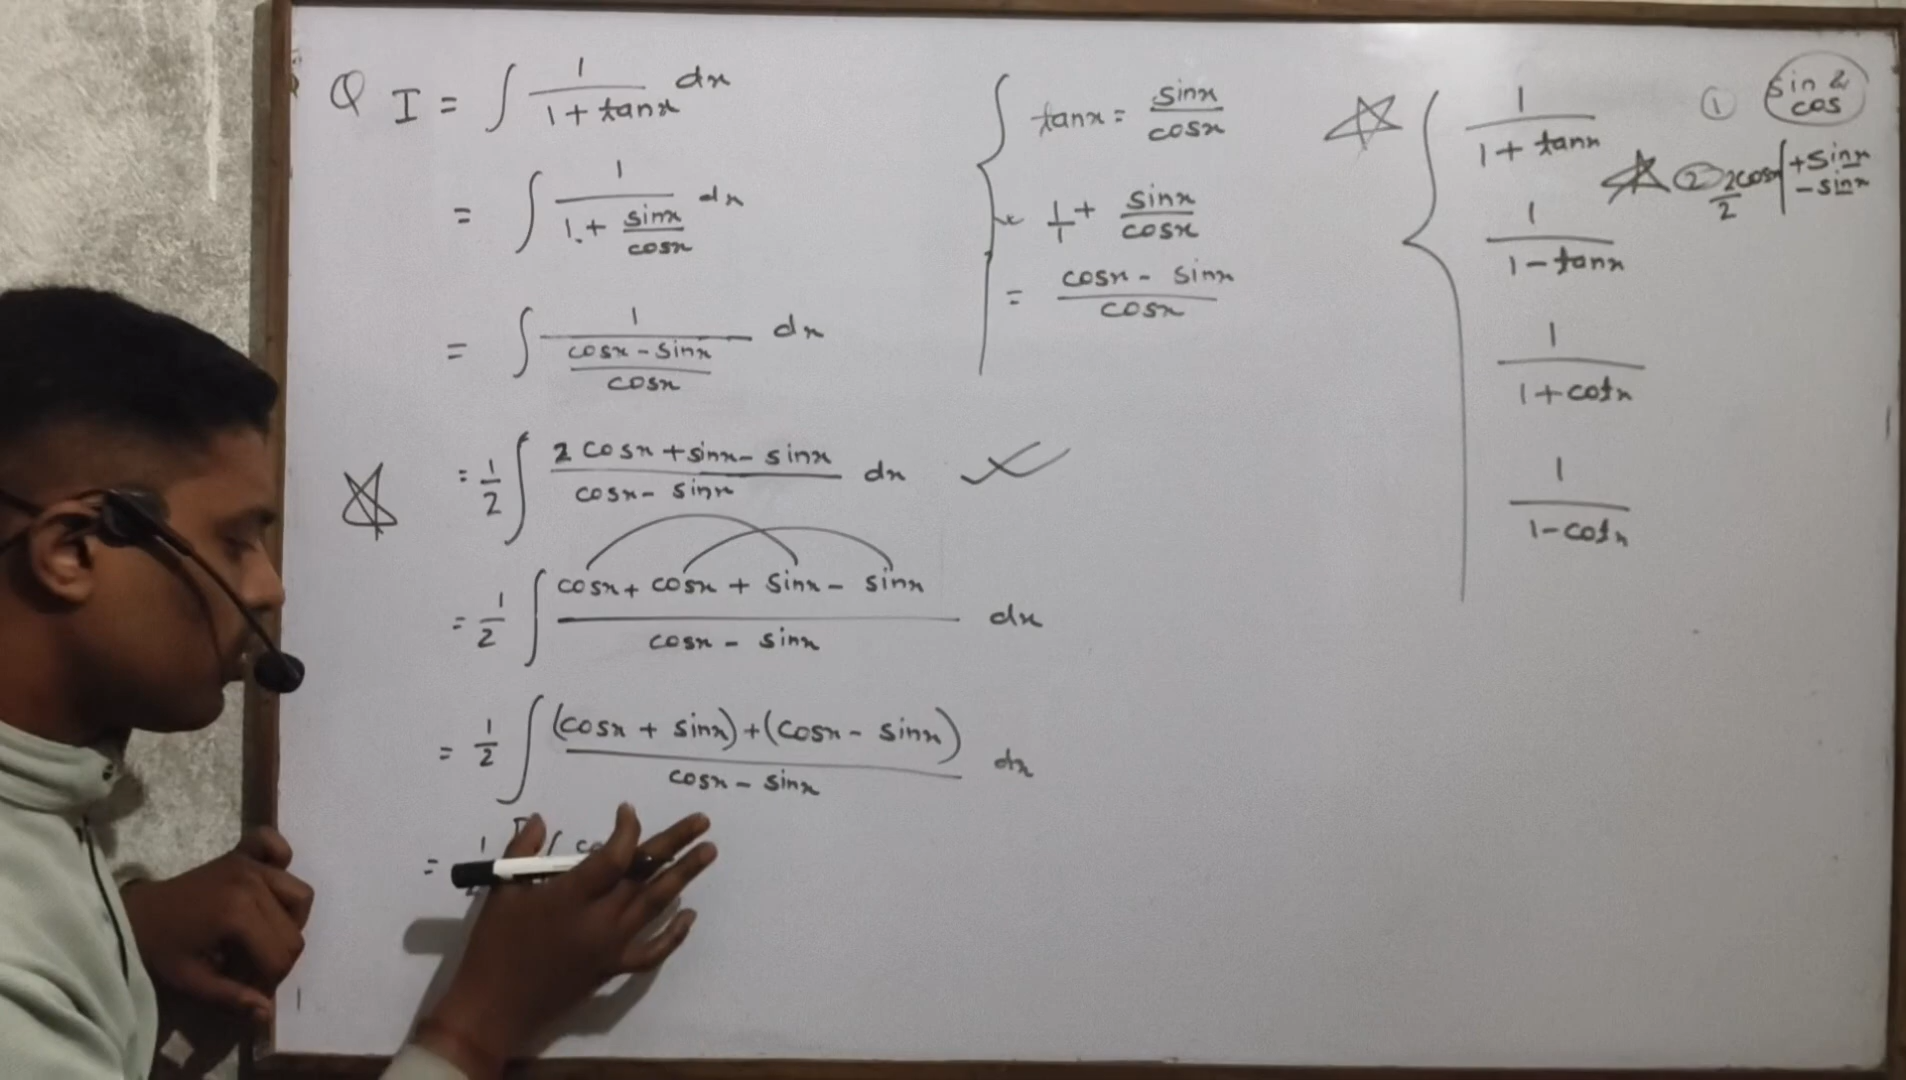 Q I = ∫ 1/(1 + tanx) dx
= ∫ 1/(1 + sinx/cosx) dx
= ∫ 1/((cosx - sinx)/cosx) dx
= 1/2 ∫ (2 cosx + sinx - sinx)/(cosx - sinx) dx
= 1/2 ∫ (cosx + cosx + sinx - sinx)/(cosx - sinx) dx
= 1/2 ∫ ((cosx + sinx) + (cosx - sinx))/(cosx - sinx) dx
= 1/2
tanx = sinx/cosx
1/1 + sinx/cosx
= (cosx - sinx)/cosx
1/(1 + tanx)
1/(1 - tanx)
1/(1 + cotx)
1/(1 - cotx)
① sin & cos
② 2cosx/2 | + sinx - sinx